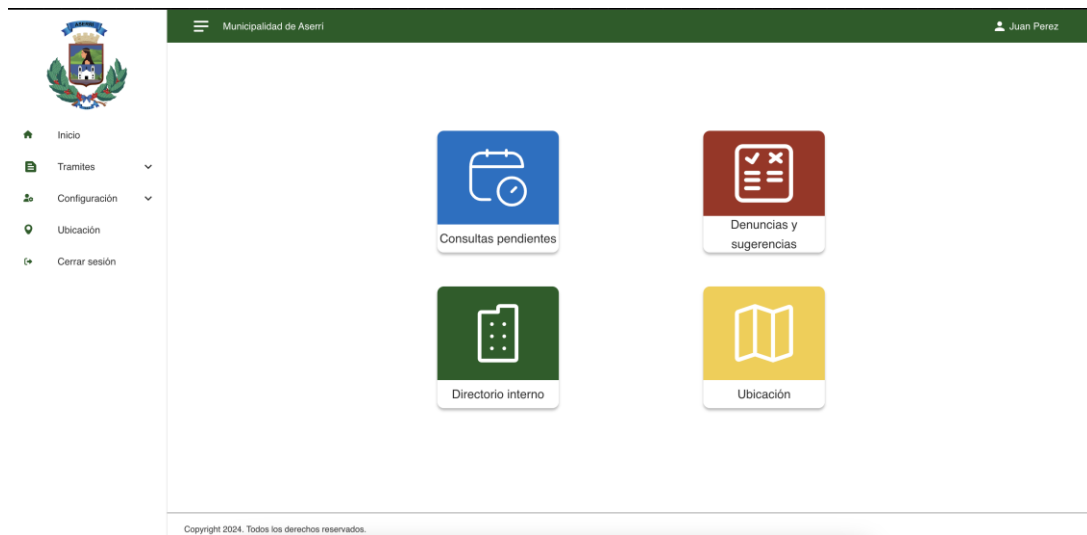 ASERRI
Municipalidad de Aserrí
Juan Perez
Inicio
Tramites
Configuración
Ubicación
Cerrar sesión
Consultas pendientes
Denuncias y
sugerencias
Directorio interno
Ubicación
Copyright 2024. Todos los derechos reservados.